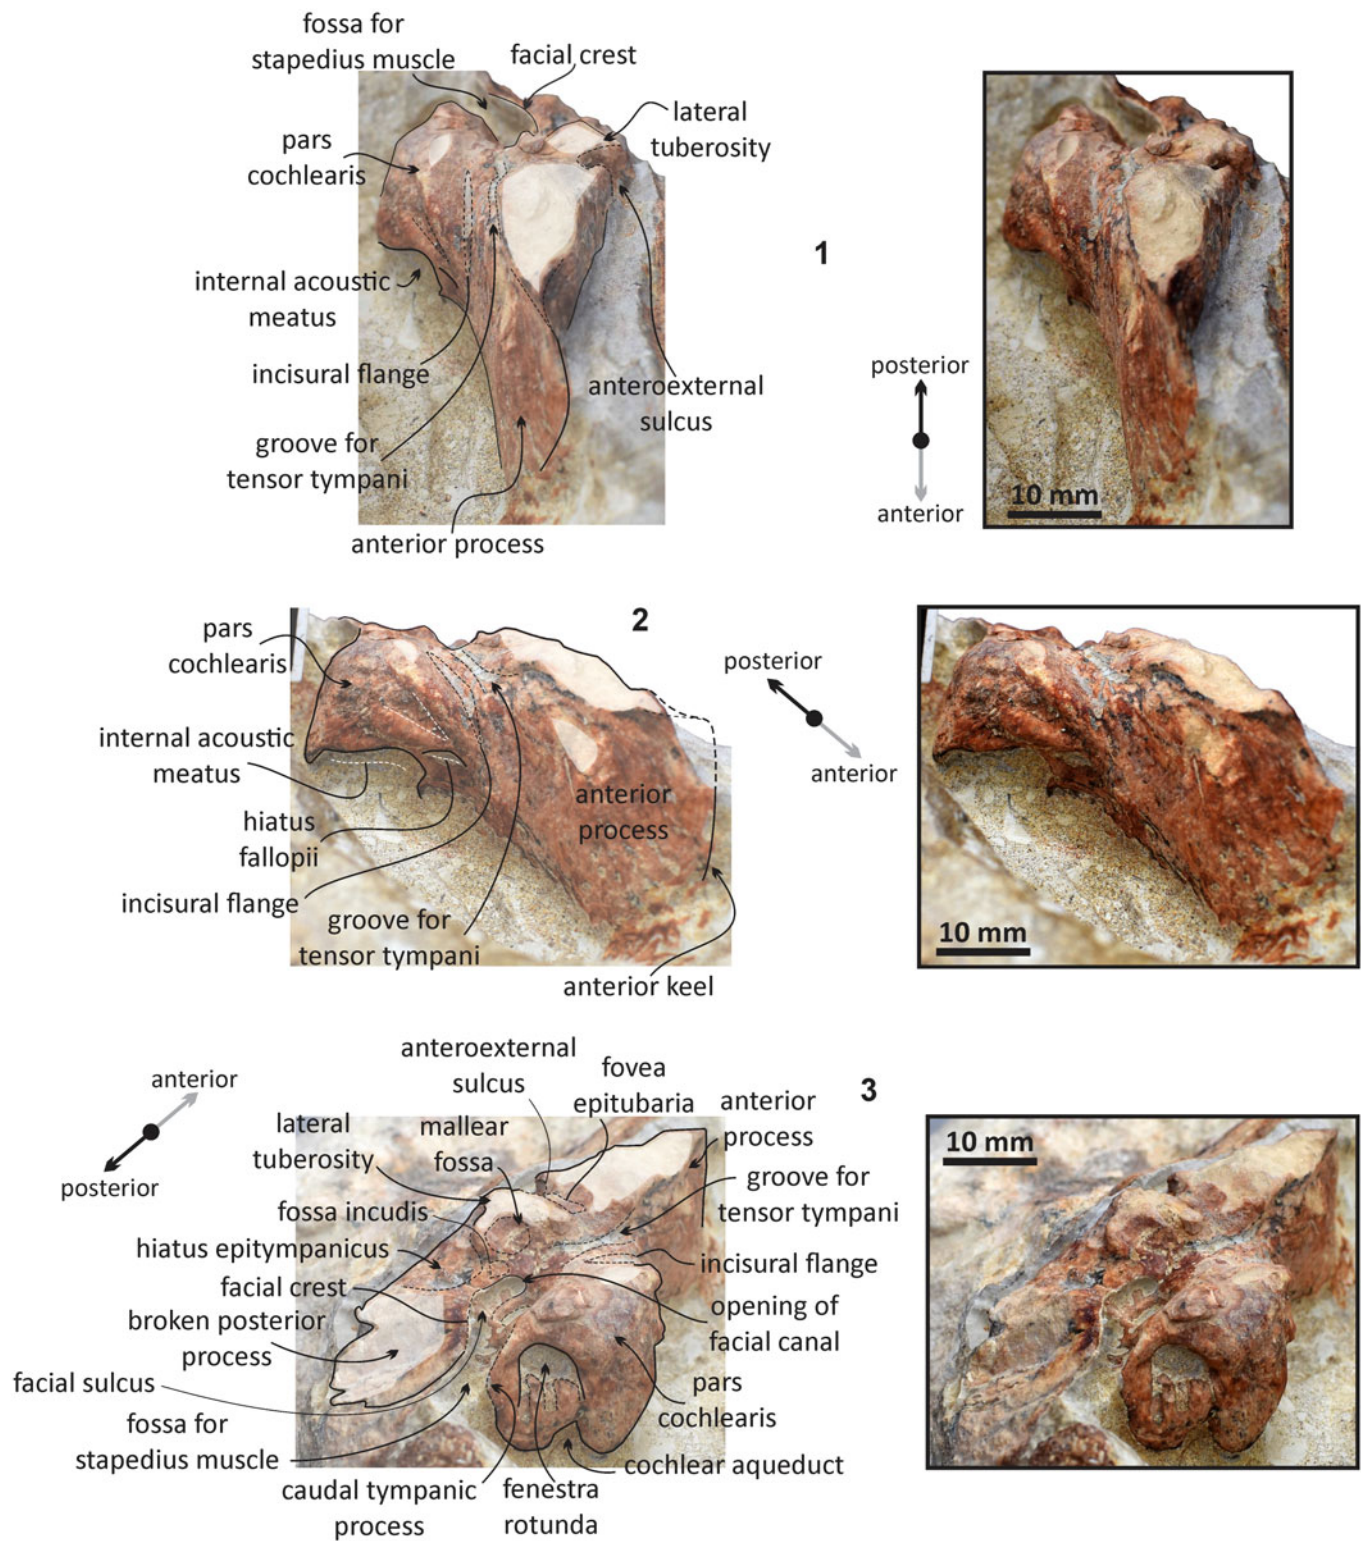 fossa for
stapedius muscle
facial crest
lateral
tuberosity
pars
cochlearis
internal acoustic
meatus
incisural flange
groove for
tensor tympani
anterior process
anteroexternal
sulcus
1
posterior
anterior
10 mm
2
pars
cochlearis
internal acoustic
meatus
hiatus
fallopii
incisural flange
groove for
tensor tympani
anterior
process
anterior keel
posterior
anterior
10 mm
3
anterior
posterior
anteroexternal
sulcus
fovea
epitubaria
anterior
process
lateral
tuberosity
mallear
fossa
groove for
tensor tympani
fossa incudis
hiatus epitympanicus
incisural flange
facial crest
opening of
facial canal
broken posterior
process
facial sulcus
pars
cochlearis
fossa for
stapedius muscle
cochlear aqueduct
caudal tympanic
process
fenestra
rotunda
10 mm